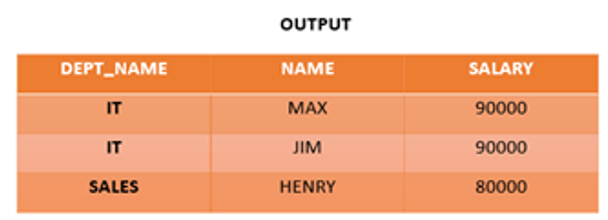 OUTPUT
DEPT_NAME NAME SALARY
IT MAX 90000
IT JIM 90000
SALES HENRY 80000